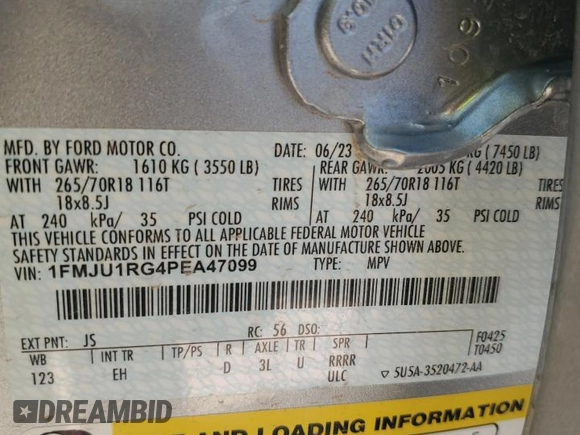 MFD. BY FORD MOTOR CO.
DATE: 06/23 KG (7450 LB)
FRONT GAWR: 1610 KG ( 3550 LB) REAR GAWR: 2005 KG ( 4420 LB)
WITH 265/70R18 116T TIRES WITH 265/70R18 116T TIRES
18x8.5J RIMS 18x8.5J RIMS
AT 240 kPa/ 35 PSI COLD AT 240 kPa/ 35 PSI COLD
THIS VEHICLE CONFORMS TO ALL APPLICABLE FEDERAL MOTOR VEHICLE
SAFETY STANDARDS IN EFFECT ON THE DATE OF MANUFACTURE SHOWN ABOVE.
VIN: 1FMJU1RG4PEA47099 TYPE: MPV
EXT PNT: JS RC: 56 DSO: F0425
WB INT TR TP/PS R AXLE TR SPR T0450
123 EH D 3L U RRRR
ULC ▽ 5U5A-3520472-AA
AND LOADING INFORMATION
DREAMBID